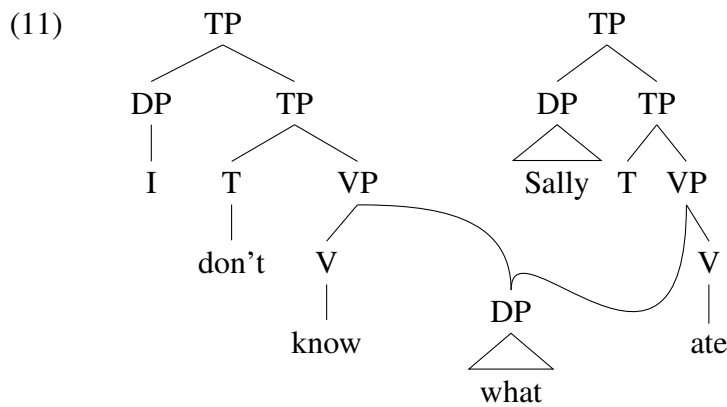 (11) TP TP
DP TP DP TP
I T VP Sally T VP
don't V V
DP
know ate
what